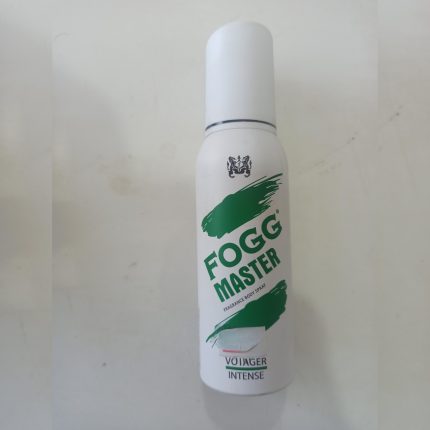 FOGG
MASTER
FRAGRANCE BODY SPRAY
VOYAGER
INTENSE